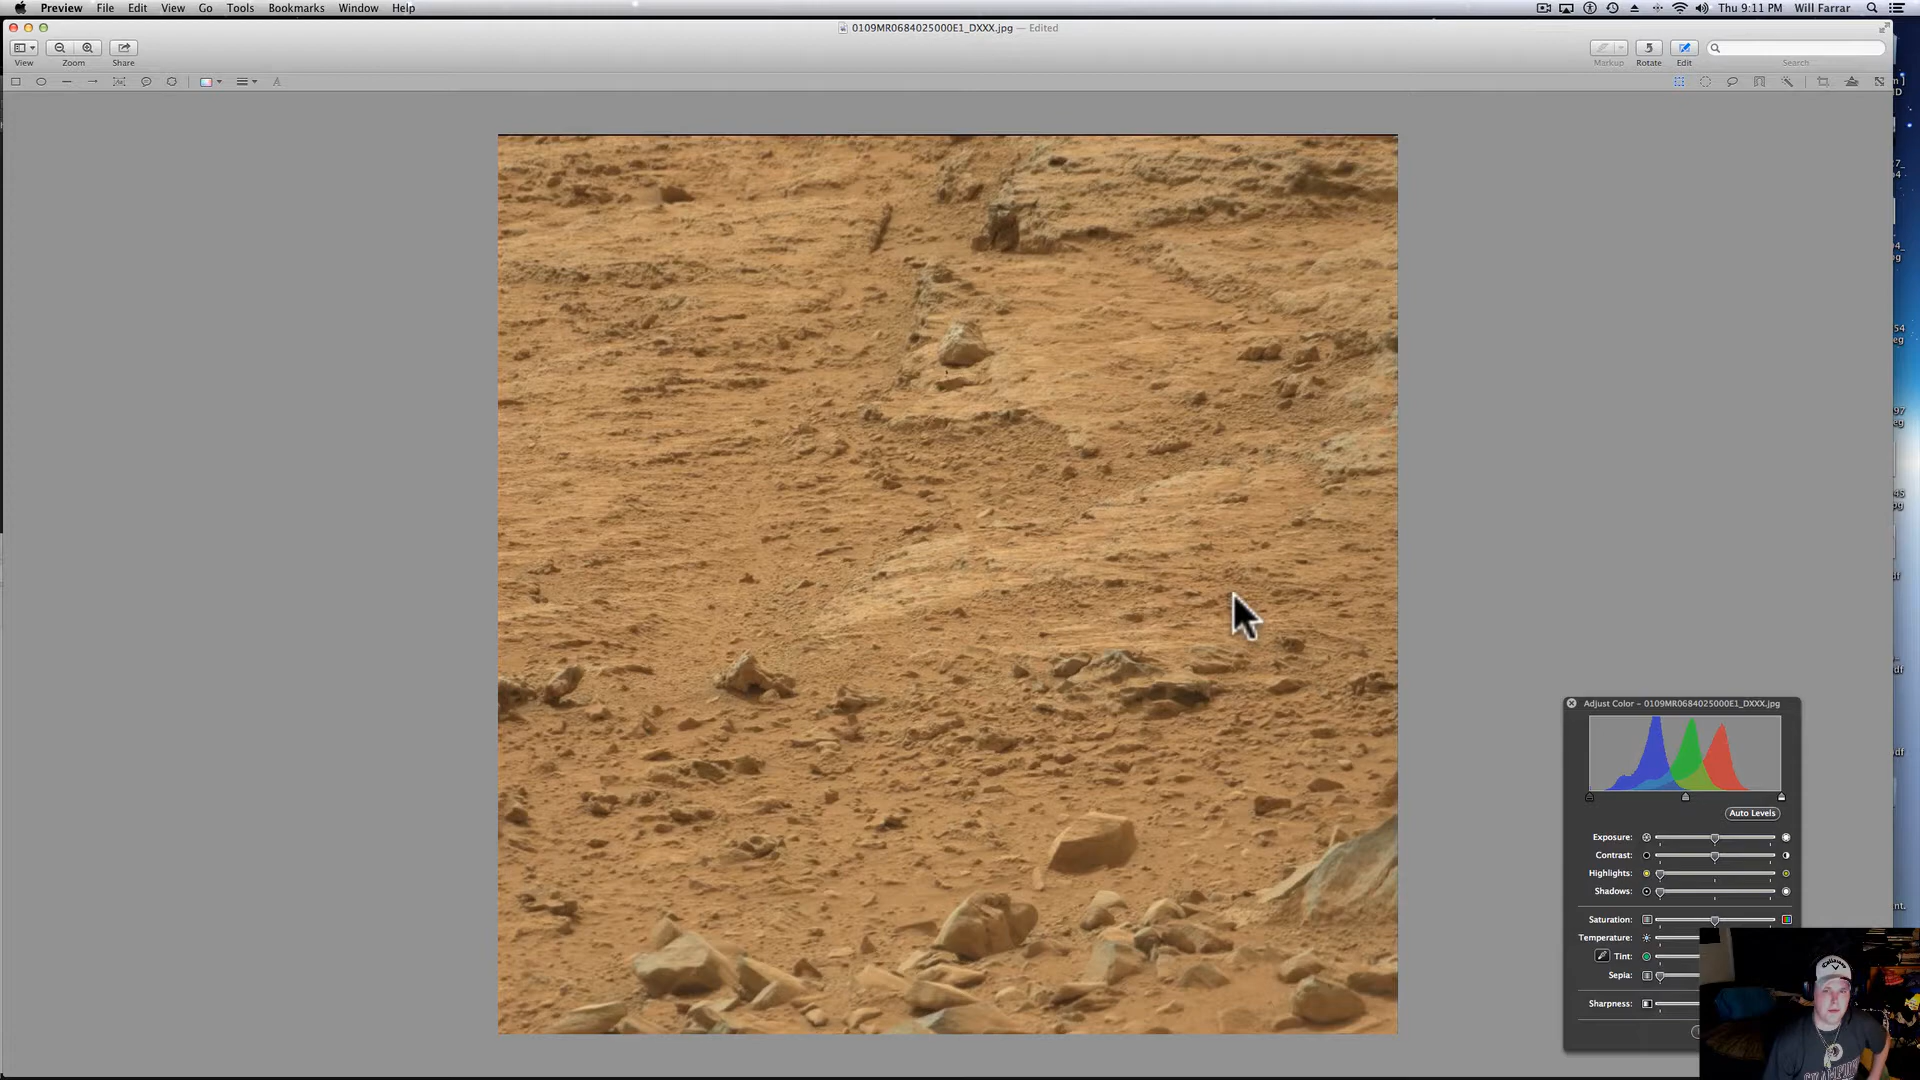 Preview File Edit View Go Tools Bookmarks Window Help
Thu 9:11 PM Will Farrar
0109MR0684025000E1_DXXX.jpg — Edited
View Zoom Share
Markup Rotate Edit Search
Adjust Color - 0109MR0684025000E1_DXXX.jpg
Auto Levels
Exposure:
Contrast:
Highlights:
Shadows:
Saturation:
Temperature:
Tint:
Sepia:
Sharpness:
Callaway